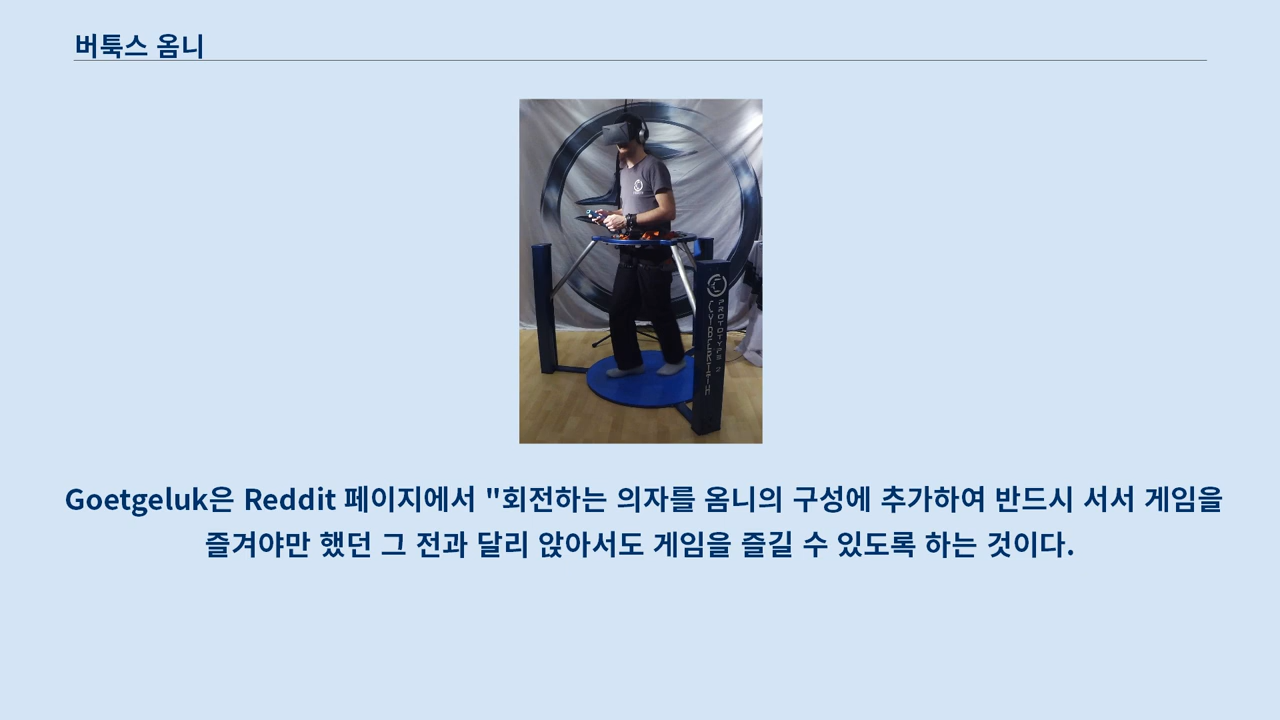 버툭스 옴니
PROTOTYPE 2
CYBERITH
Goetgeluk은 Reddit 페이지에서 "회전하는 의자를 옴니의 구성에 추가하여 반드시 서서 게임을
즐겨야만 했던 그 전과 달리 앉아서도 게임을 즐길 수 있도록 하는 것이다.